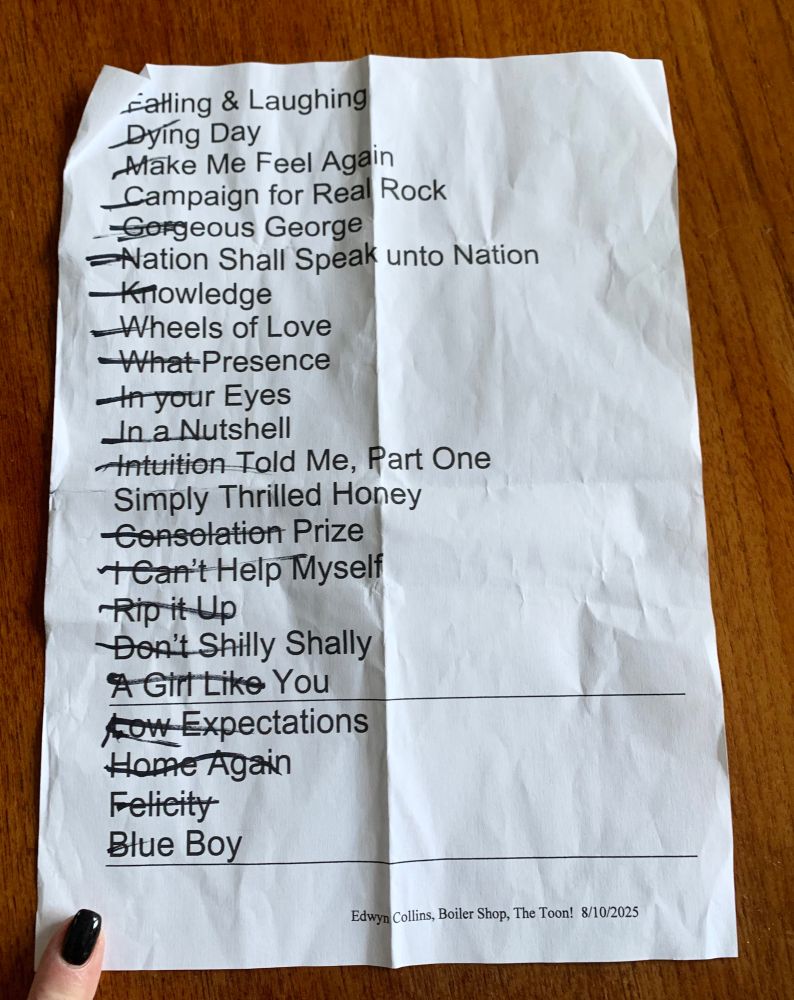 Falling & Laughing
Dying Day
Make Me Feel Again
Campaign for Real Rock
Gorgeous George
Nation Shall Speak unto Nation
Knowledge
Wheels of Love
What Presence
In your Eyes
In a Nutshell
Intuition Told Me, Part One
Simply Thrilled Honey
Consolation Prize
I Can't Help Myself
Rip it Up
Don't Shilly Shally
A Girl Like You
Low Expectations
Home Again
Felicity
Blue Boy
Edwyn Collins, Boiler Shop, The Toon! 8/10/2025